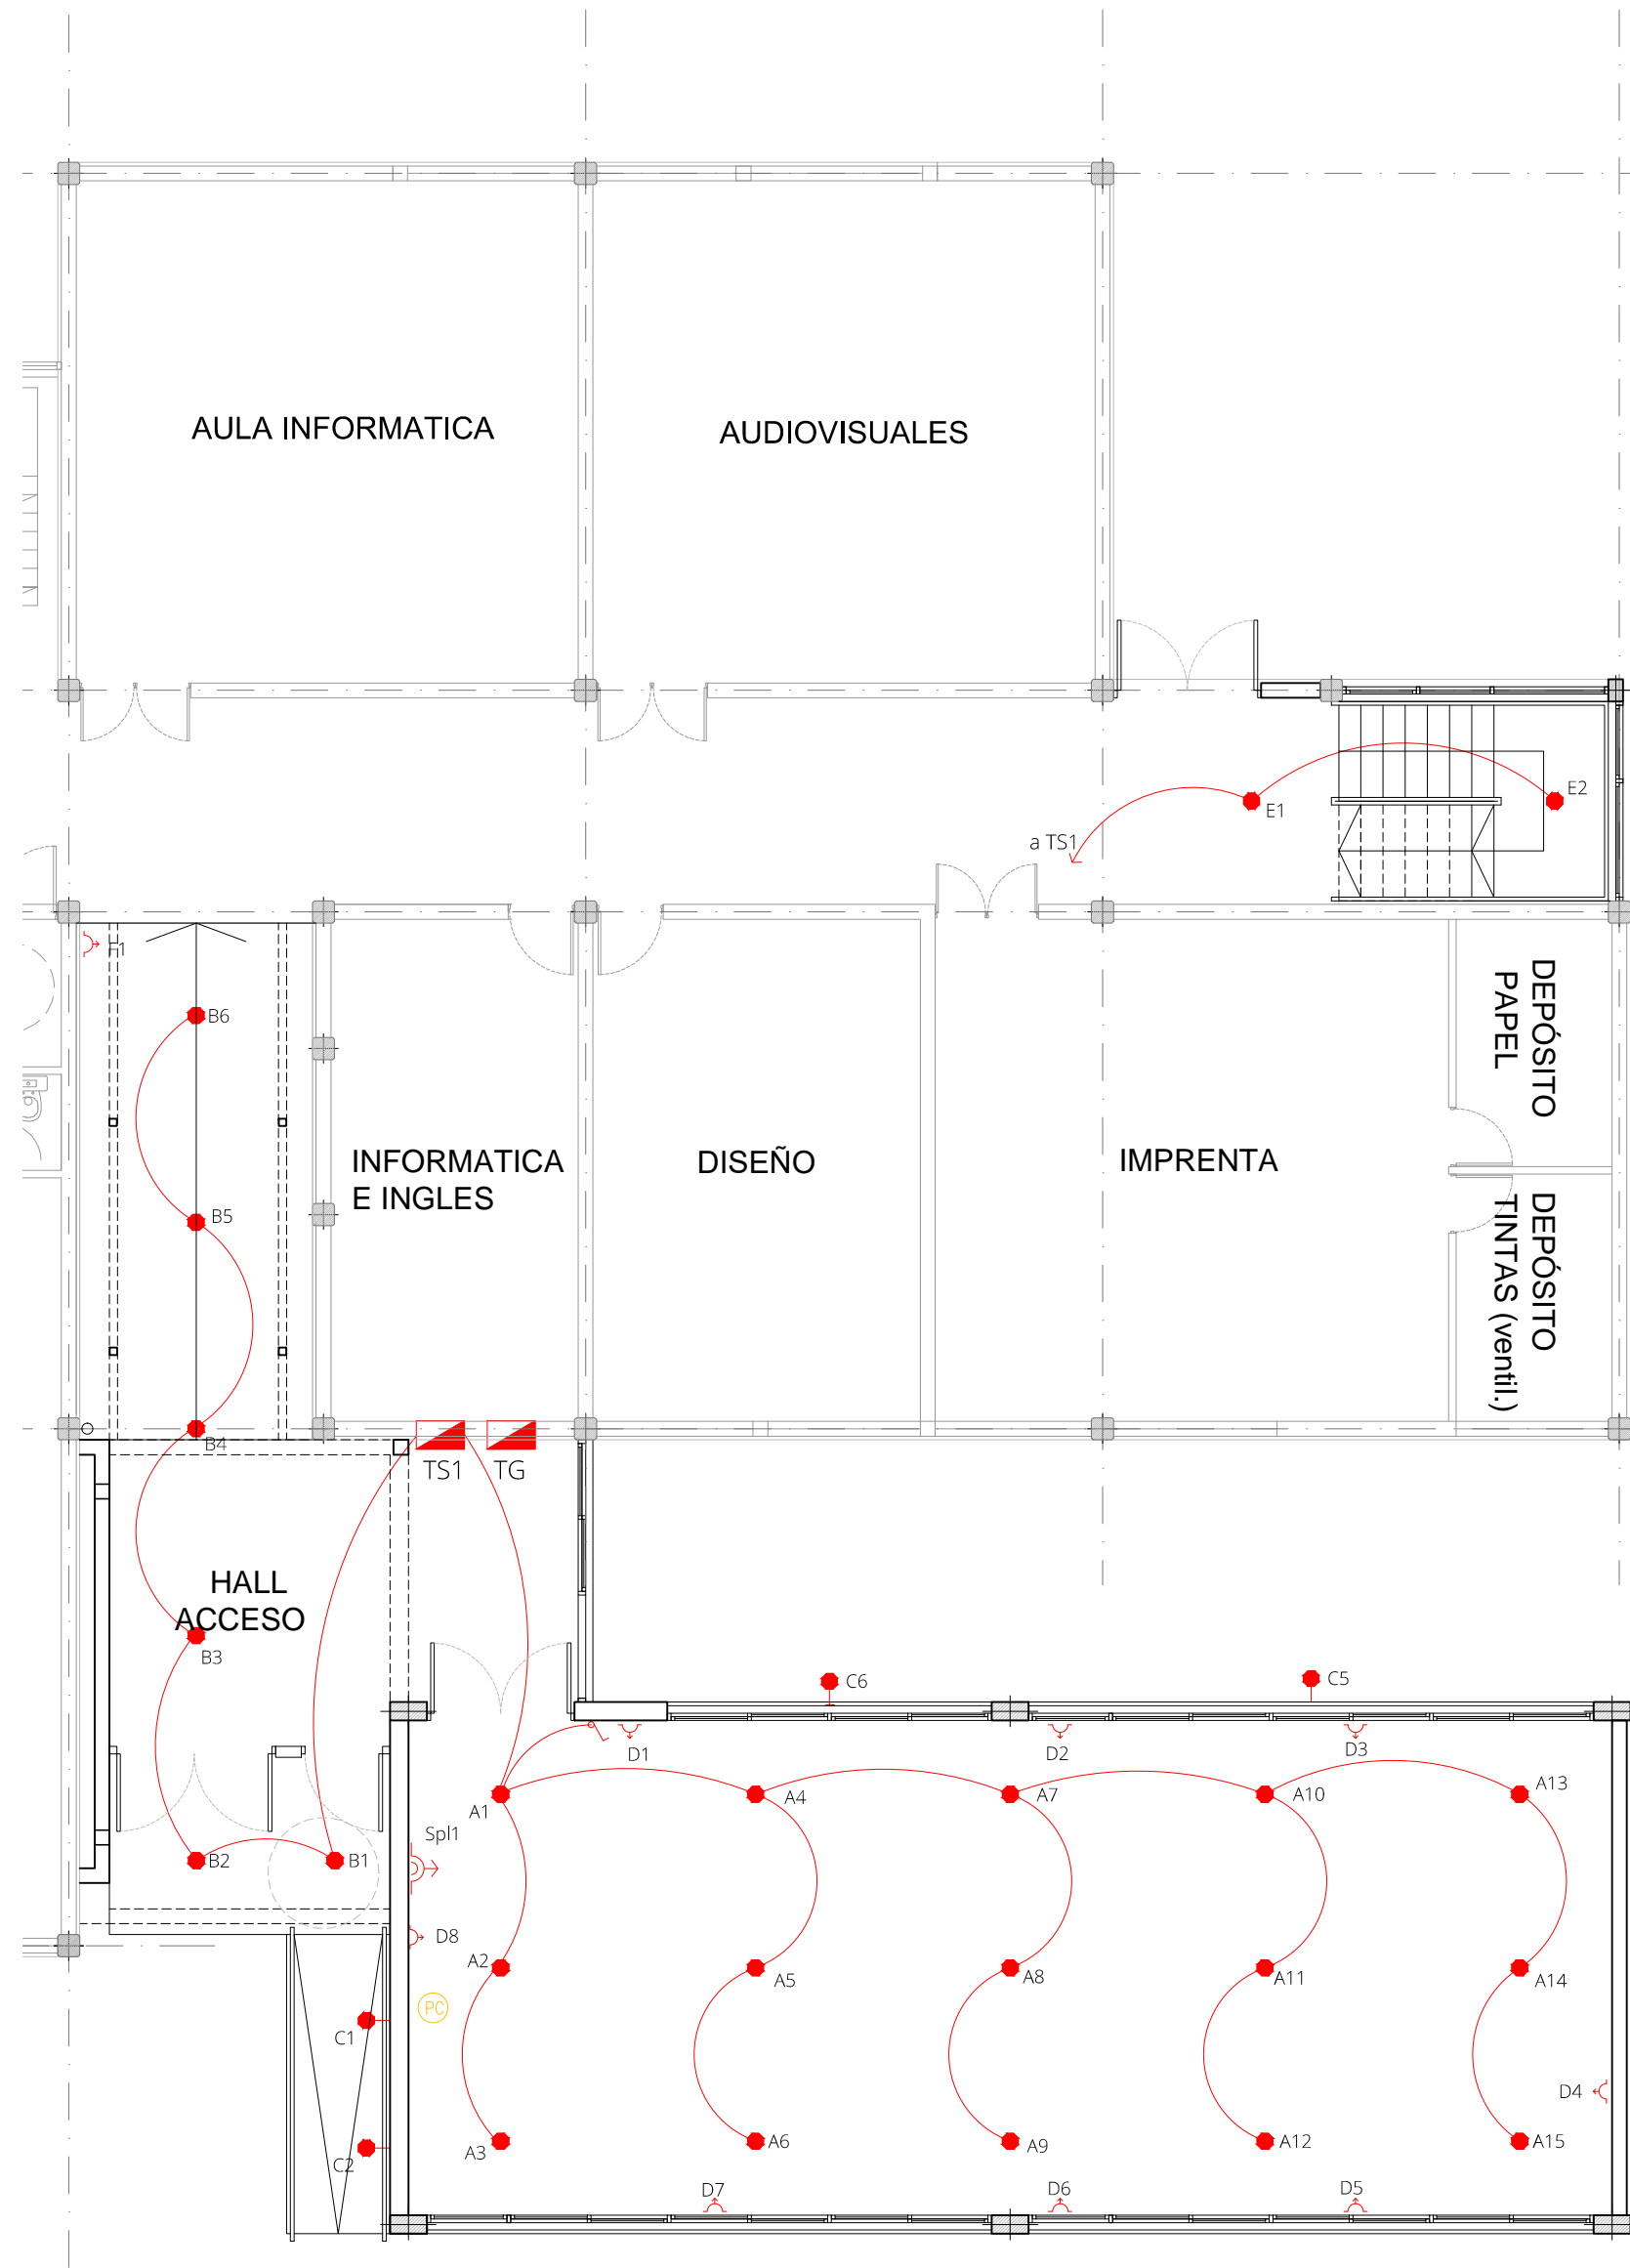 AULA INFORMATICA
AUDIOVISUALES
E2
E1
a TS1
B6
DEPÓSITO
PAPEL
B5
INFORMATICA
E INGLES
DISEÑO
IMPRENTA
DEPÓSITO
TINTAS (ventil.)
B4
TS1
TG
HALL
ACCESO
B3
C6
C5
D1
D2
D3
A1
A4
A7
A10
A13
Spl1
B2
B1
D8
A2
A5
A8
A11
A14
PC
C1
D4
C2
A3
A6
A9
A12
A15
D7
D6
D5